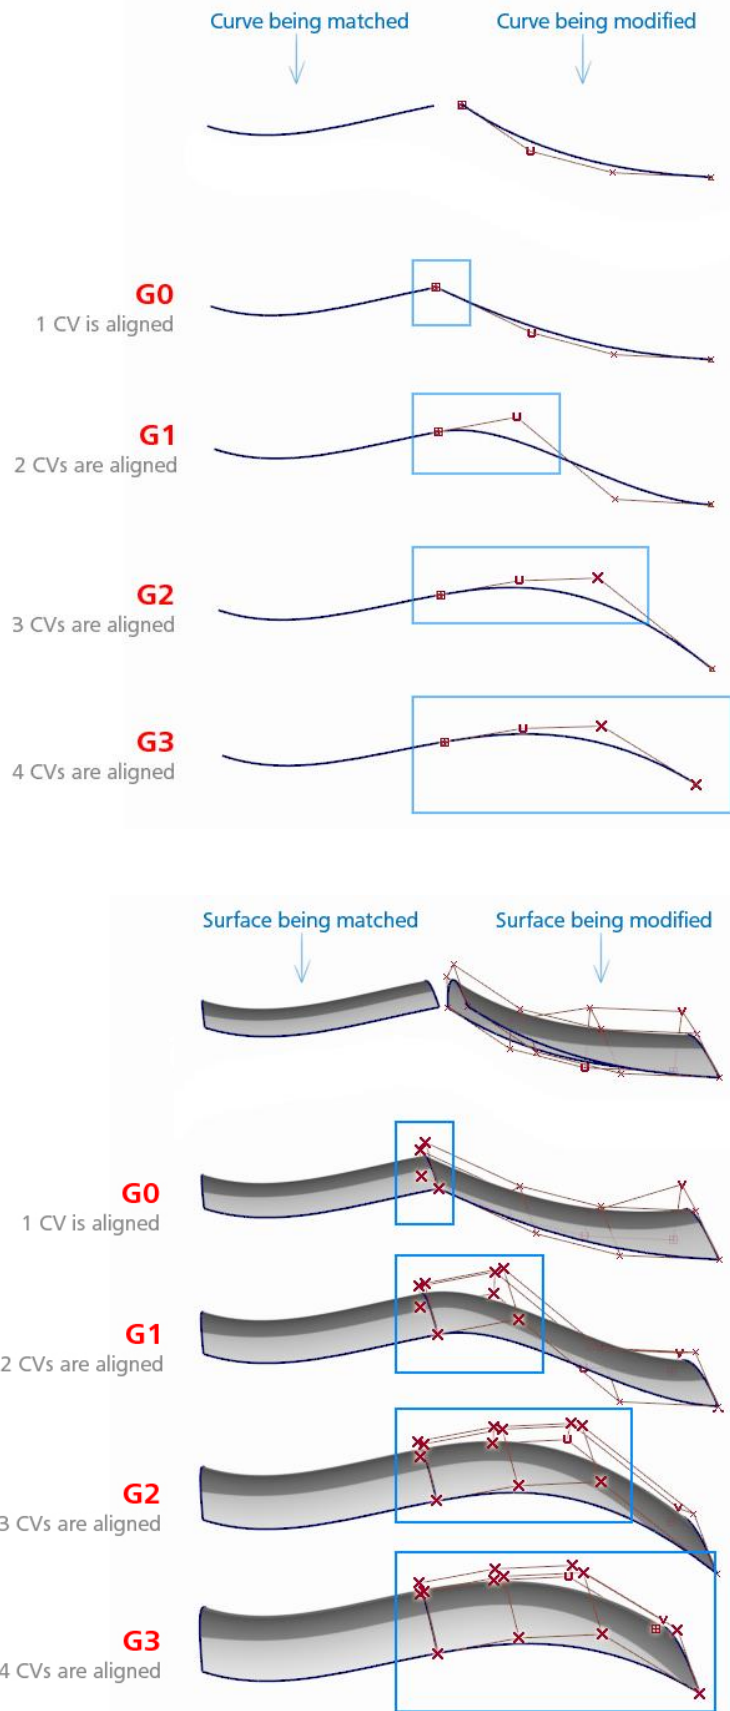 Curve being matched Curve being modified
G0
1 CV is aligned
G1
2 CVs are aligned
G2
3 CVs are aligned
G3
4 CVs are aligned
Surface being matched Surface being modified
G0
1 CV is aligned
G1
2 CVs are aligned
G2
3 CVs are aligned
G3
4 CVs are aligned